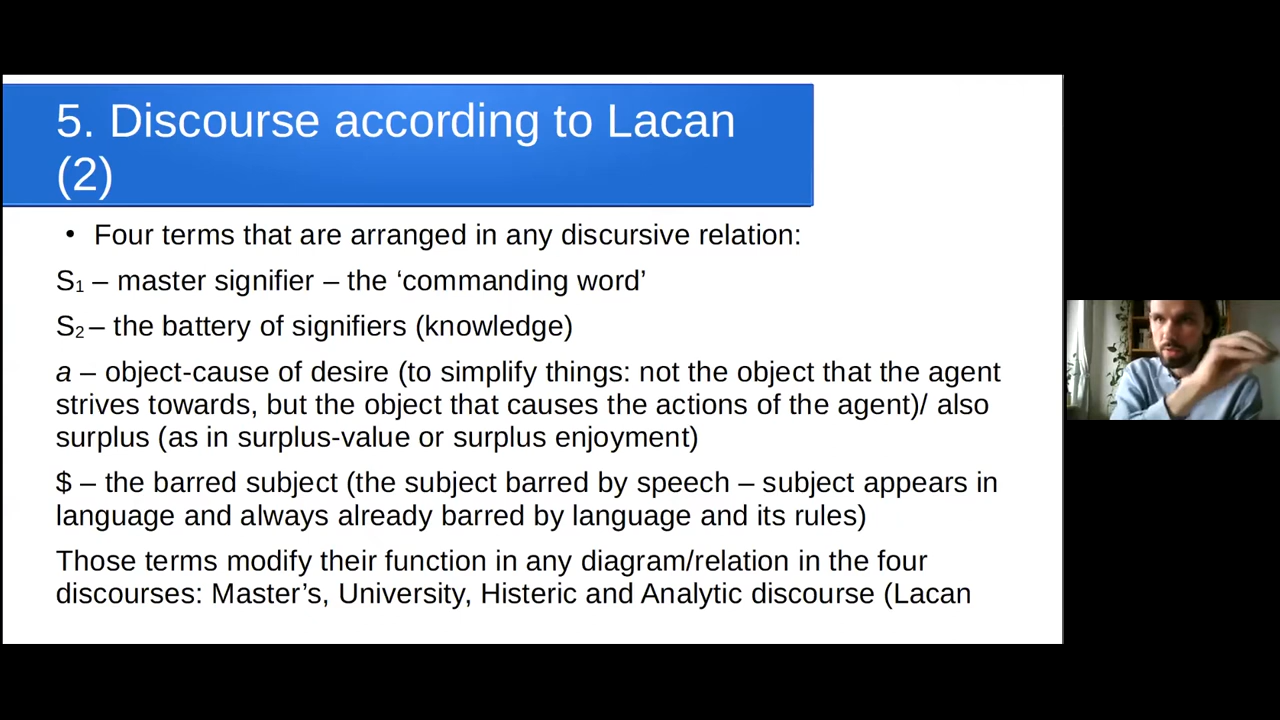 5. Discourse according to Lacan
(2)
• Four terms that are arranged in any discursive relation:
S₁ – master signifier – the ‘commanding word’
S₂ – the battery of signifiers (knowledge)
a – object-cause of desire (to simplify things: not the object that the agent
strives towards, but the object that causes the actions of the agent)/ also
surplus (as in surplus-value or surplus enjoyment)
$ – the barred subject (the subject barred by speech – subject appears in
language and always already barred by language and its rules)
Those terms modify their function in any diagram/relation in the four
discourses: Master’s, University, Histeric and Analytic discourse (Lacan